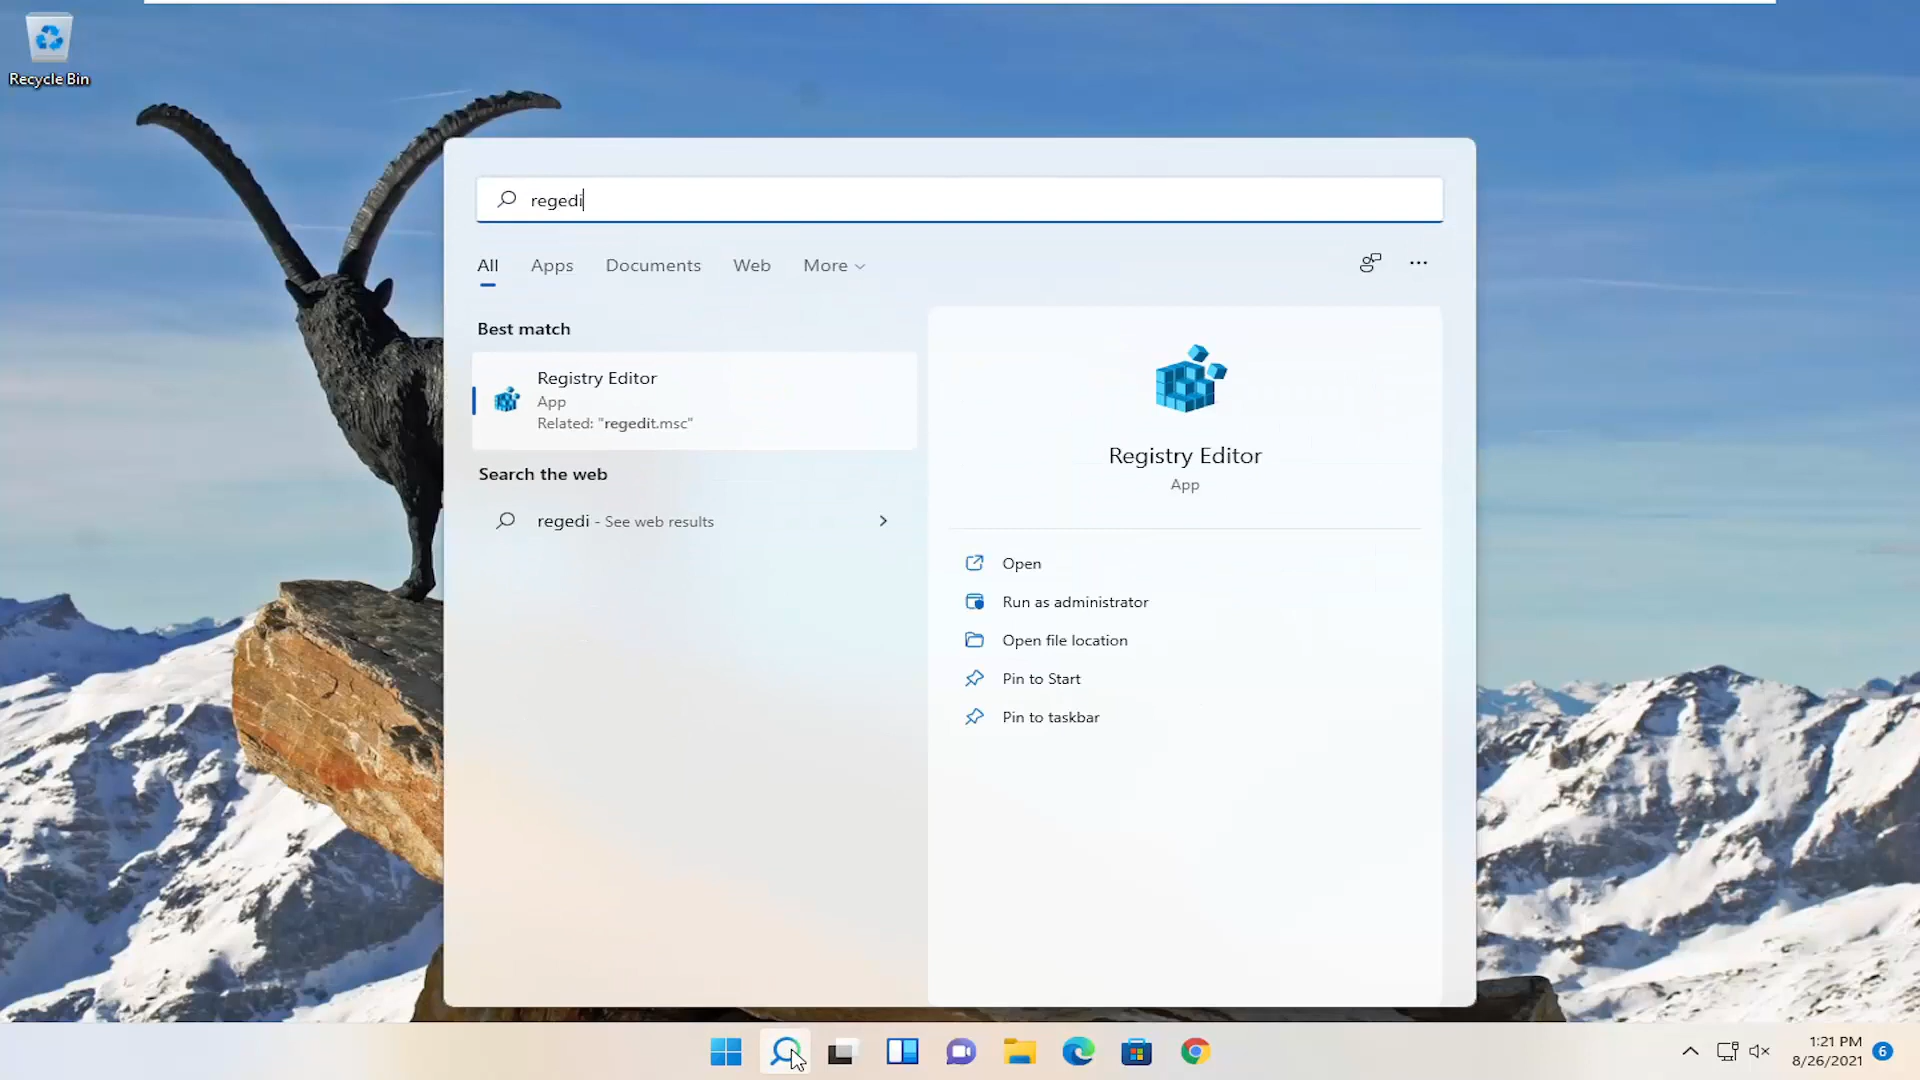 Recycle Bin
regedi
All Apps Documents Web More
Best match
Registry Editor
App
Related: "regedit.msc"
Search the web
regedi - See web results
Registry Editor
App
Open
Run as administrator
Open file location
Pin to Start
Pin to taskbar
1:21 PM
8/26/2021
6